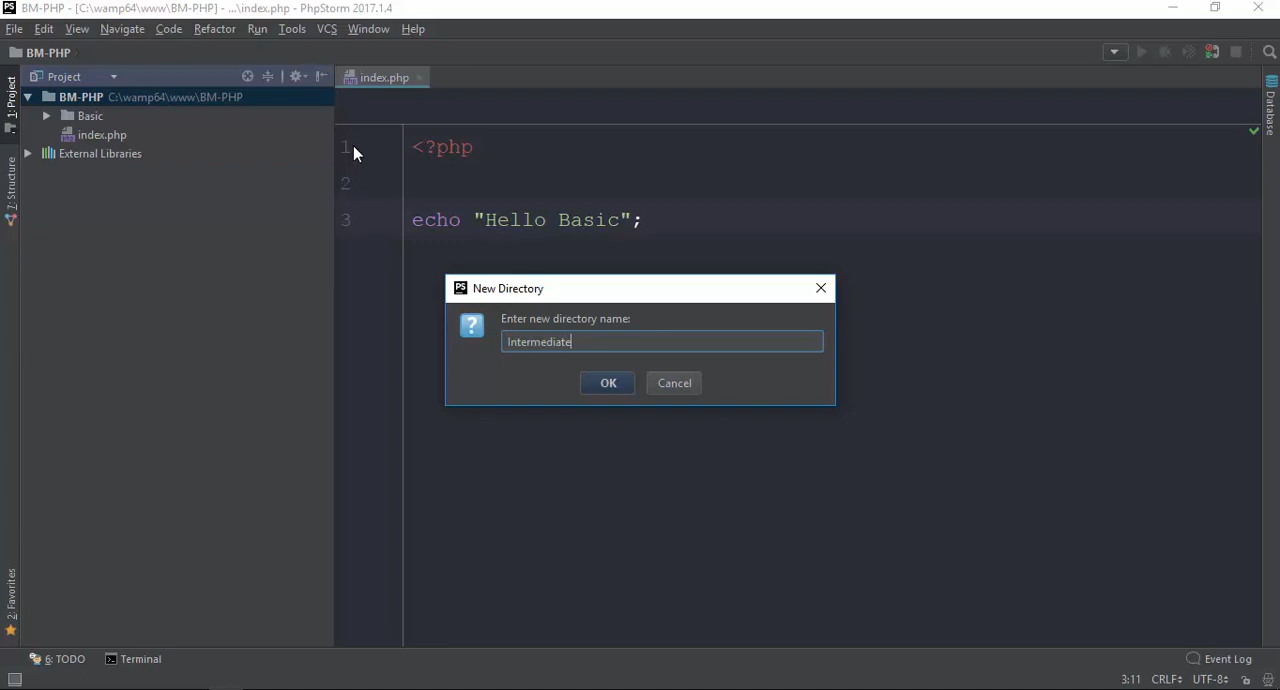 PS BM-PHP - [C:\wamp64\www\BM-PHP] - ...\index.php - PhpStorm 2017.1.4
File Edit View Navigate Code Refactor Run Tools VCS Window Help
BM-PHP
1: Project
7: Structure
2: Favorites
Project
BM-PHP C:\wamp64\www\BM-PHP
Basic
index.php
External Libraries
index.php
1 <?php
2
3 echo "Hello Basic";
PS New Directory
? Enter new directory name:
Intermediate
OK Cancel
Database
6: TODO Terminal Event Log
3:11 CRLF UTF-8